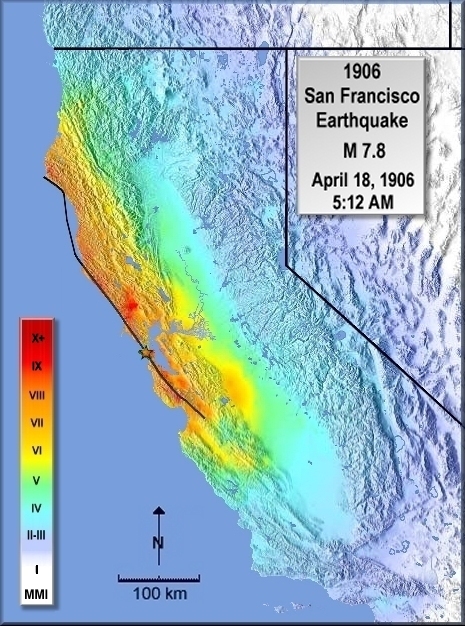 1906
San Francisco
Earthquake
M 7.8
April 18, 1906
5:12 AM
X+
IX
VIII
VII
VI
V
IV
II-III
I
MMI
N
100 km